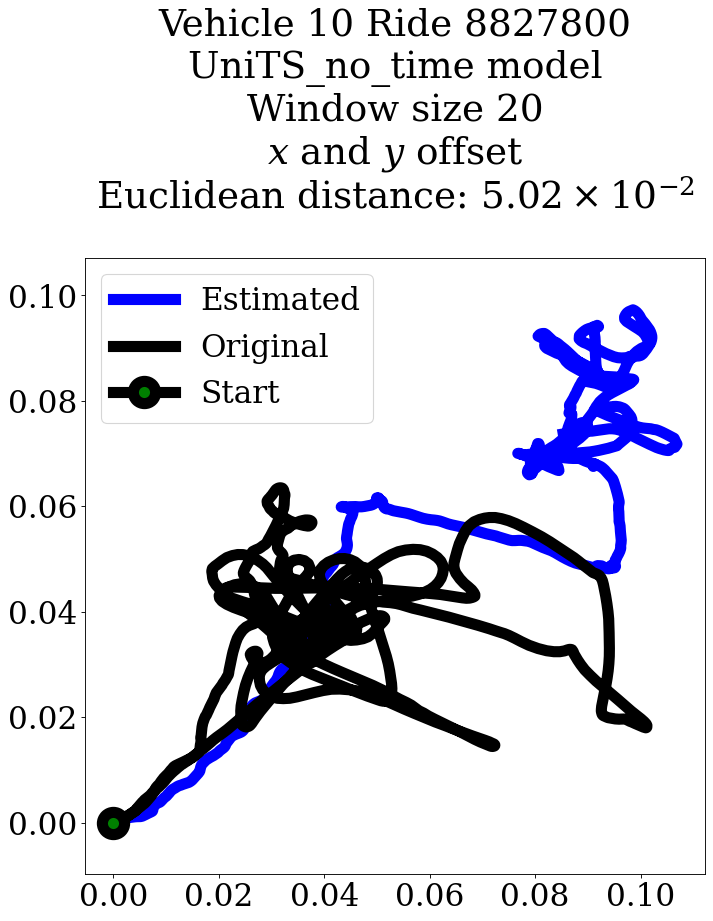 Vehicle 10 Ride 8827800
UniTS_no_time model
Window size 20
x and y offset
Euclidean distance: 5.02 × 10⁻²
Estimated
Original
Start
0.10
0.08
0.06
0.04
0.02
0.00
0.00 0.02 0.04 0.06 0.08 0.10